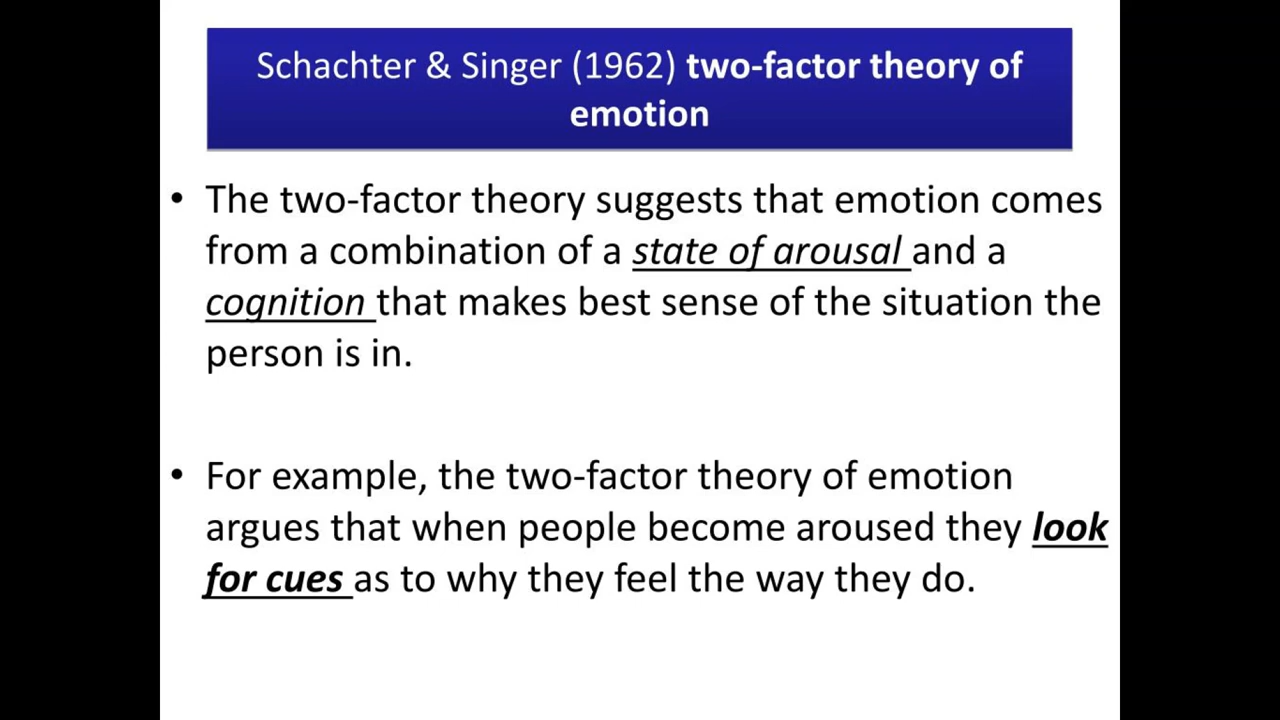 Schachter & Singer (1962) two-factor theory of
emotion
• The two-factor theory suggests that emotion comes
from a combination of a state of arousal and a
cognition that makes best sense of the situation the
person is in.
• For example, the two-factor theory of emotion
argues that when people become aroused they look
for cues as to why they feel the way they do.